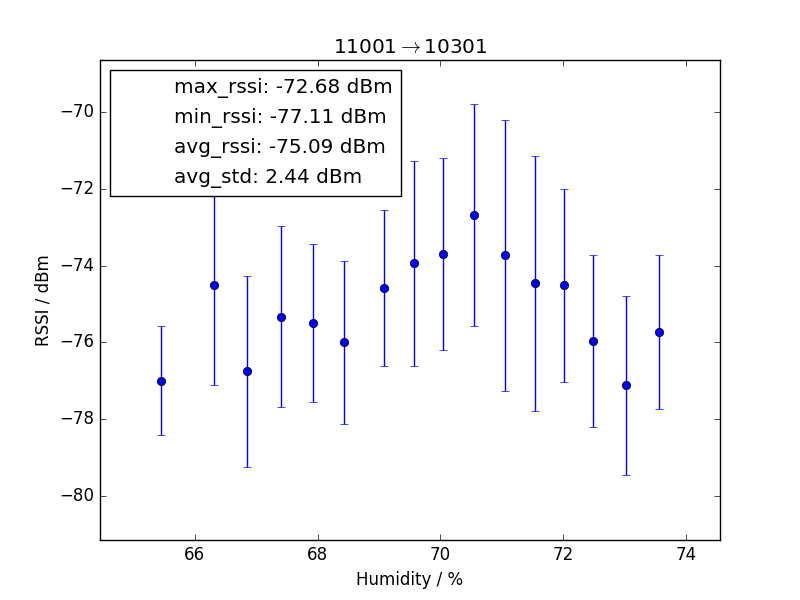 11001→10301
max_rssi: -72.68 dBm
min_rssi: -77.11 dBm
avg_rssi: -75.09 dBm
avg_std: 2.44 dBm
RSSI / dBm
−70
−72
−74
−76
−78
−80
66 68 70 72 74
Humidity / %